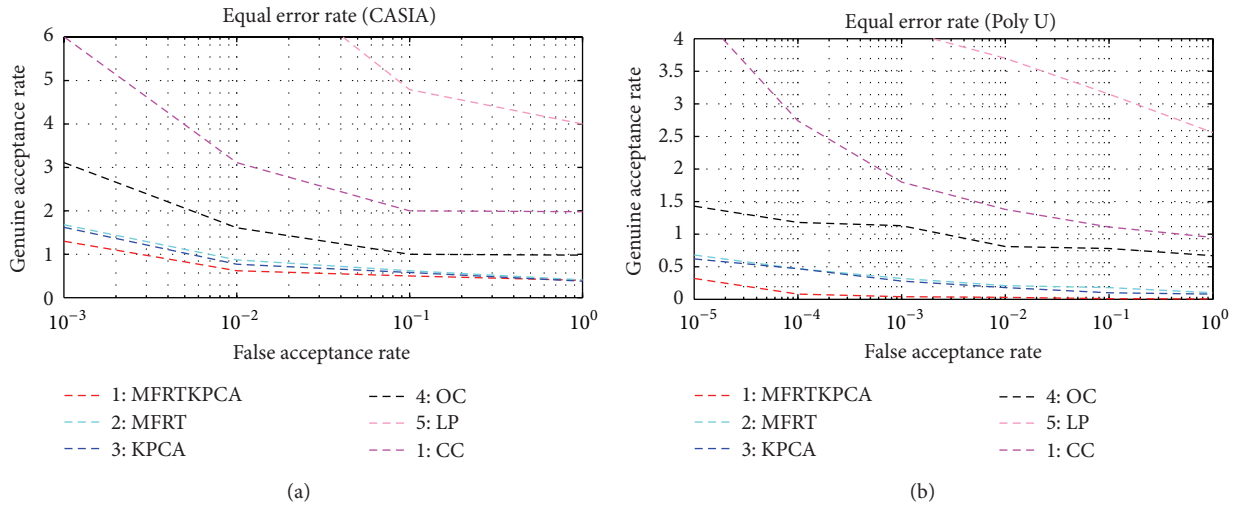 Equal error rate (CASIA)
Genuine acceptance rate
6
5
4
3
2
1
0
10⁻³
10⁻²
10⁻¹
10⁰
False acceptance rate
1: MFRTKPCA
2: MFRT
3: KPCA
4: OC
5: LP
1: CC
(a)
Equal error rate (Poly U)
Genuine acceptance rate
4
3.5
3
2.5
2
1.5
1
0.5
0
10⁻⁵
10⁻⁴
10⁻³
10⁻²
10⁻¹
10⁰
False acceptance rate
1: MFRTKPCA
2: MFRT
3: KPCA
4: OC
5: LP
1: CC
(b)